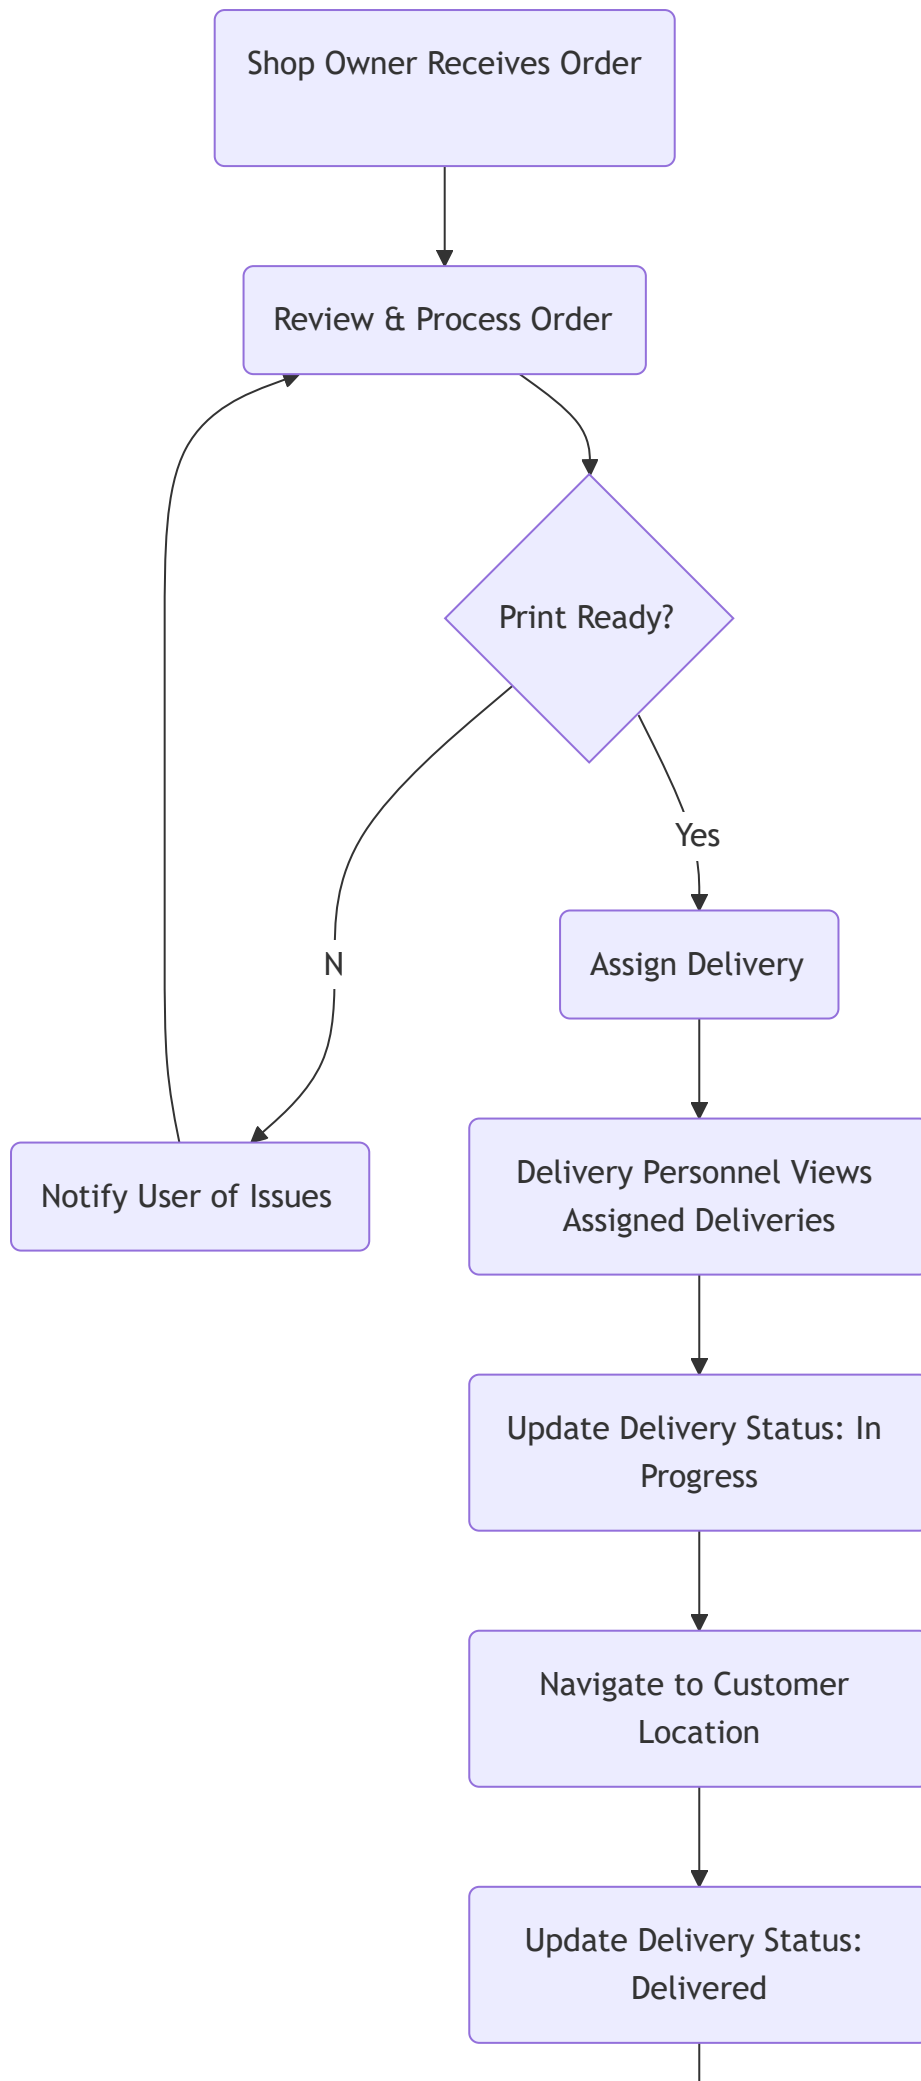 Shop Owner Receives Order
Review & Process Order
Print Ready?
Yes
N
Assign Delivery
Delivery Personnel Views
Assigned Deliveries
Notify User of Issues
Update Delivery Status: In
Progress
Navigate to Customer
Location
Update Delivery Status:
Delivered